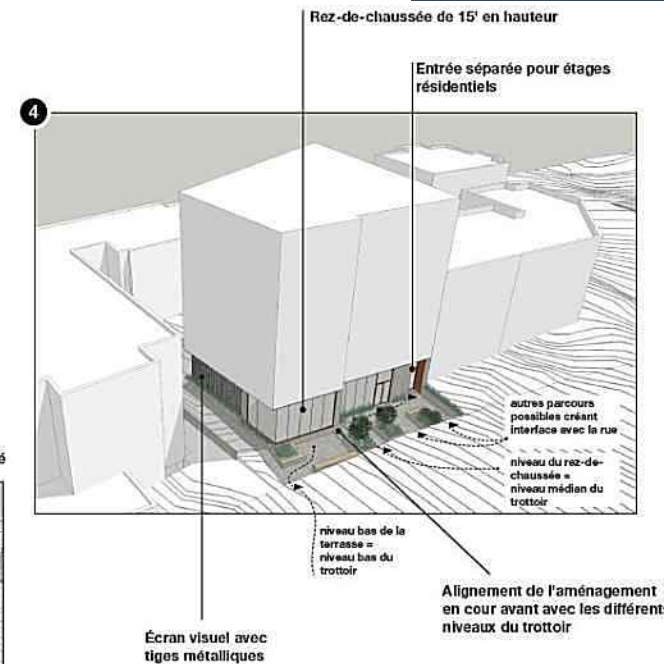 Rez-de-chaussée de 15' en hauteur
Entrée séparée pour étages
résidentiels
4
autres parcours
possibles créant
interface avec la rue
niveau du rez-de-
chaussée =
niveau médian du
trottoir
niveau bas de la
terrasse =
niveau bas du
trottoir
Alignement de l'aménagement
en cour avant avec les différents
niveaux du trottoir
Écran visuel avec
tiges métalliques